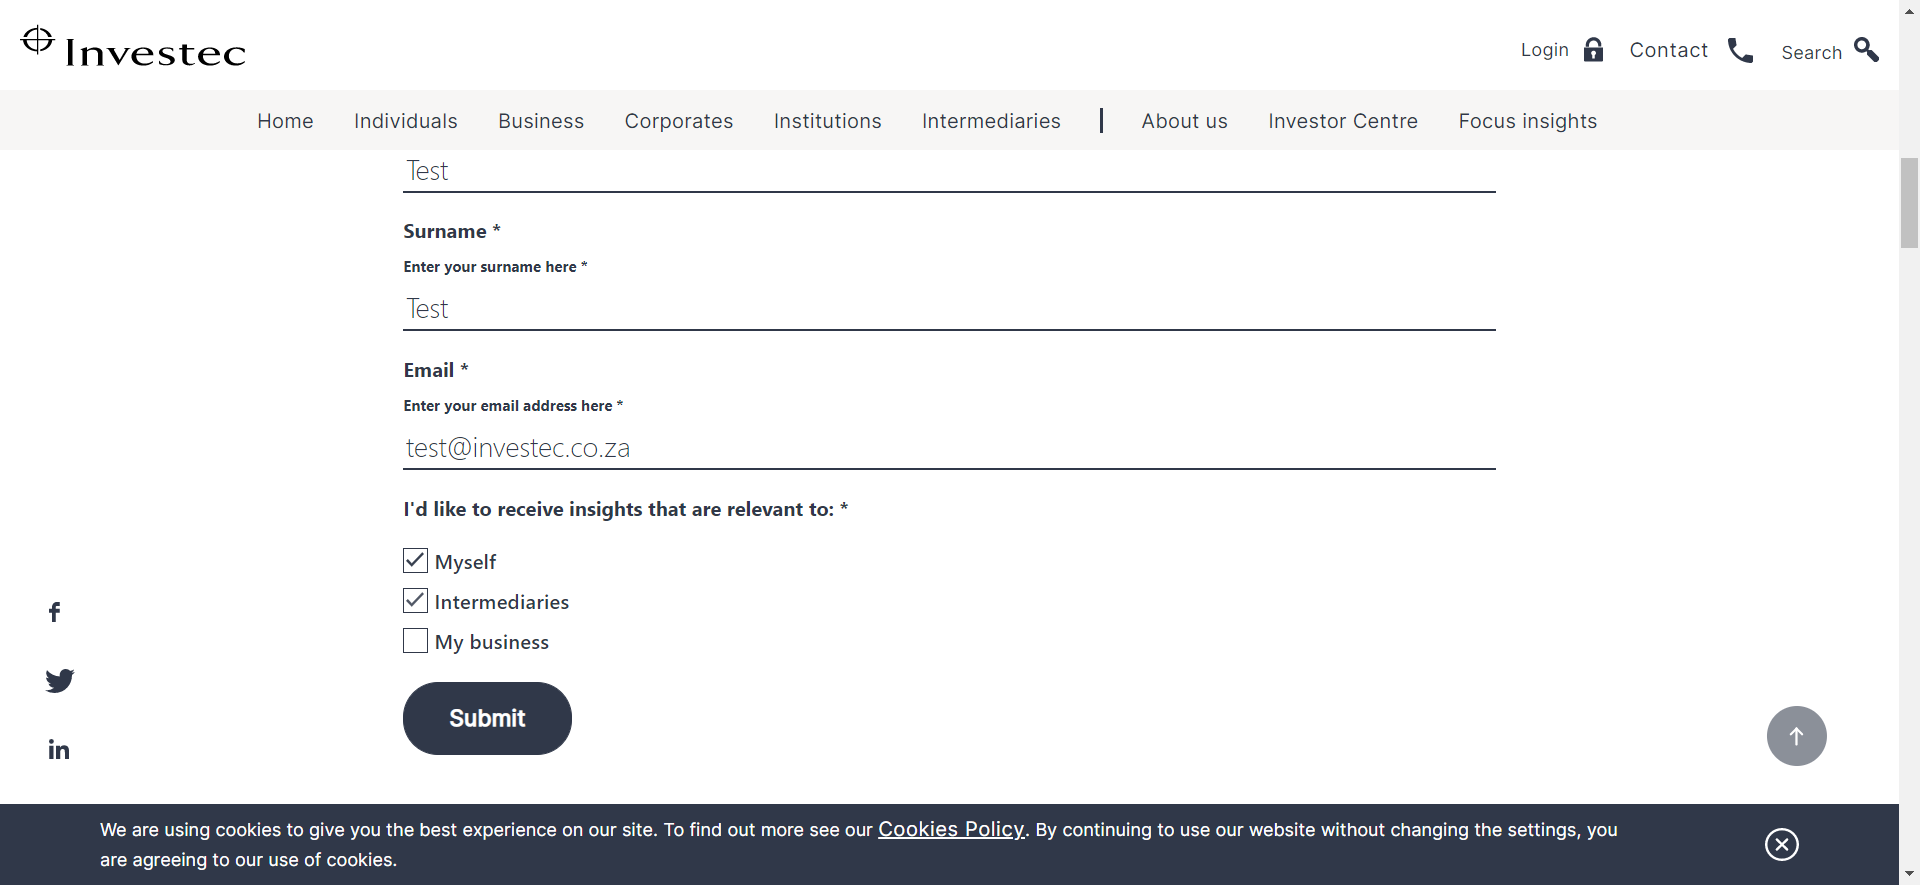 Investec
Login
Contact
Search
Home
Individuals
Business
Corporates
Institutions
Intermediaries
About us
Investor Centre
Focus insights
Test
Surname *
Enter your surname here *
Test
Email *
Enter your email address here *
test@investec.co.za
I'd like to receive insights that are relevant to: *
Myself
Intermediaries
My business
Submit
We are using cookies to give you the best experience on our site. To find out more see our Cookies Policy. By continuing to use our website without changing the settings, you
are agreeing to our use of cookies.